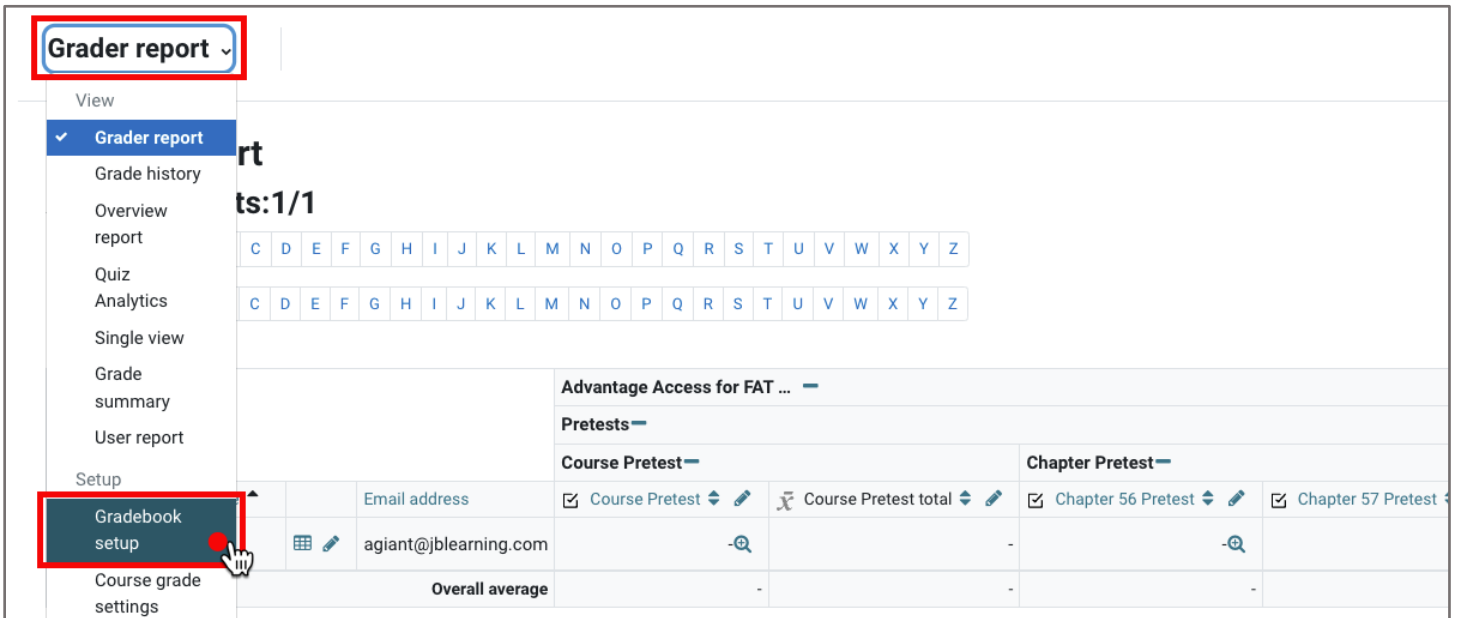 Grader report
View
Grader report
rt
Grade history
ts:1/1
Overview
report
C D E F G H I J K L M N O P Q R S T U V W X Y Z
Quiz
Analytics
C D E F G H I J K L M N O P Q R S T U V W X Y Z
Single view
Grade
summary
User report
Advantage Access for FAT ...
Pretests
Course Pretest Chapter Pretest
Setup
Email address Course Pretest x̄ Course Pretest total Chapter 56 Pretest Chapter 57 Pretest
Gradebook
setup
agiant@jblearning.com - - -
Course grade
settings
Overall average - - -